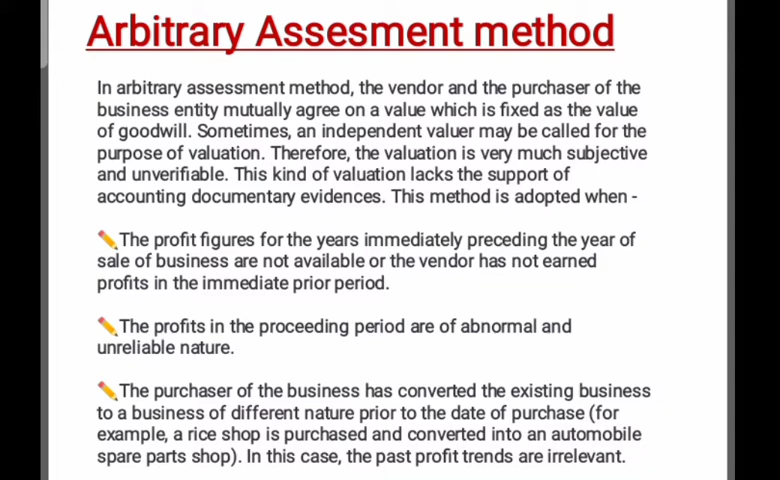 Arbitrary Assesment method
In arbitrary assessment method, the vendor and the purchaser of the
business entity mutually agree on a value which is fixed as the value
of goodwill. Sometimes, an independent valuer may be called for the
purpose of valuation. Therefore, the valuation is very much subjective
and unverifiable. This kind of valuation lacks the support of
accounting documentary evidences. This method is adopted when -
✏️The profit figures for the years immediately preceding the year of
sale of business are not available or the vendor has not earned
profits in the immediate prior period.
✏️The profits in the proceeding period are of abnormal and
unreliable nature.
✏️The purchaser of the business has converted the existing business
to a business of different nature prior to the date of purchase (for
example, a rice shop is purchased and converted into an automobile
spare parts shop). In this case, the past profit trends are irrelevant.